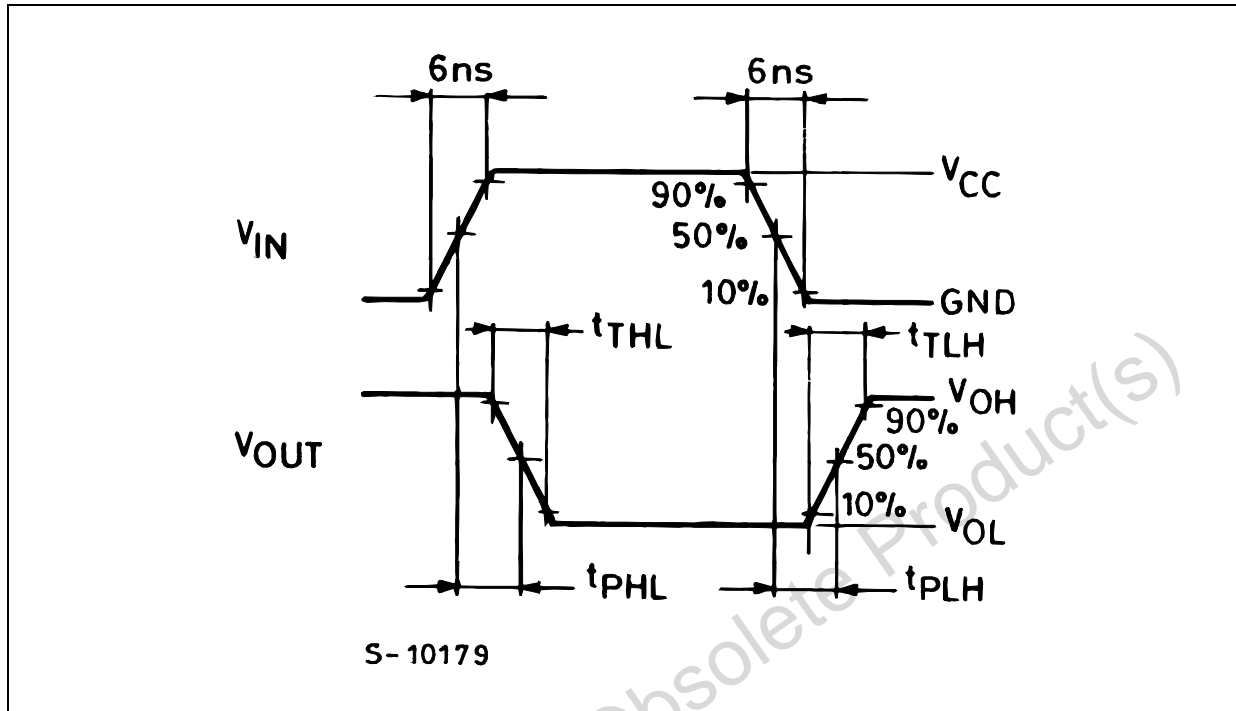 6ns
6ns
VCC
90%
VIN
50%
10%
GND
tTHL
tTLH
VOH
90%
VOUT
50%
10%
VOL
tPHL
tPLH
S-10179
Obsolete Product(s)